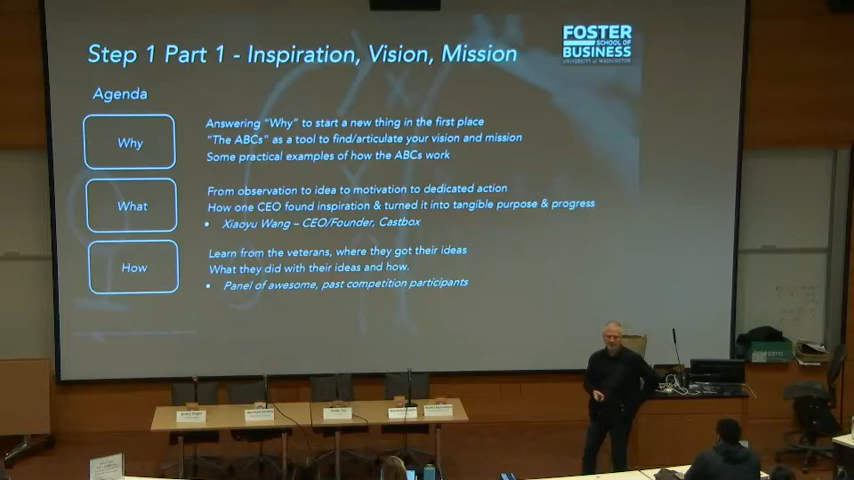 Step 1 Part 1 - Inspiration, Vision, Mission
FOSTER
SCHOOL OF
BUSINESS
UNIVERSITY OF WASHINGTON
Agenda
Why
Answering "Why" to start a new thing in the first place
"The ABCs" as a tool to find/articulate your vision and mission
Some practical examples of how the ABCs work
What
From observation to idea to motivation to dedicated action
How one CEO found inspiration & turned it into tangible purpose & progress
• Xiaoyu Wang – CEO/Founder, Castbox
How
Learn from the veterans, where they got their ideas
What they did with their ideas and how.
• Panel of awesome, past competition participants